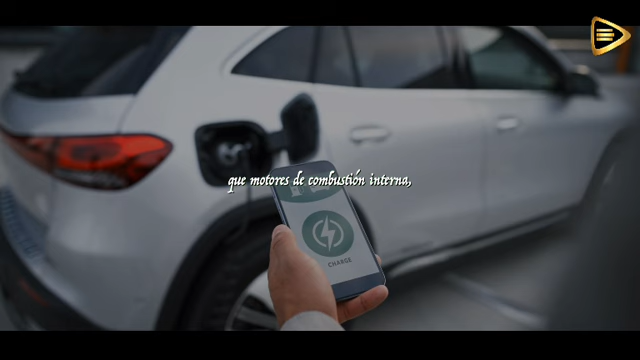 que motores de combustión interna,
CHARGE